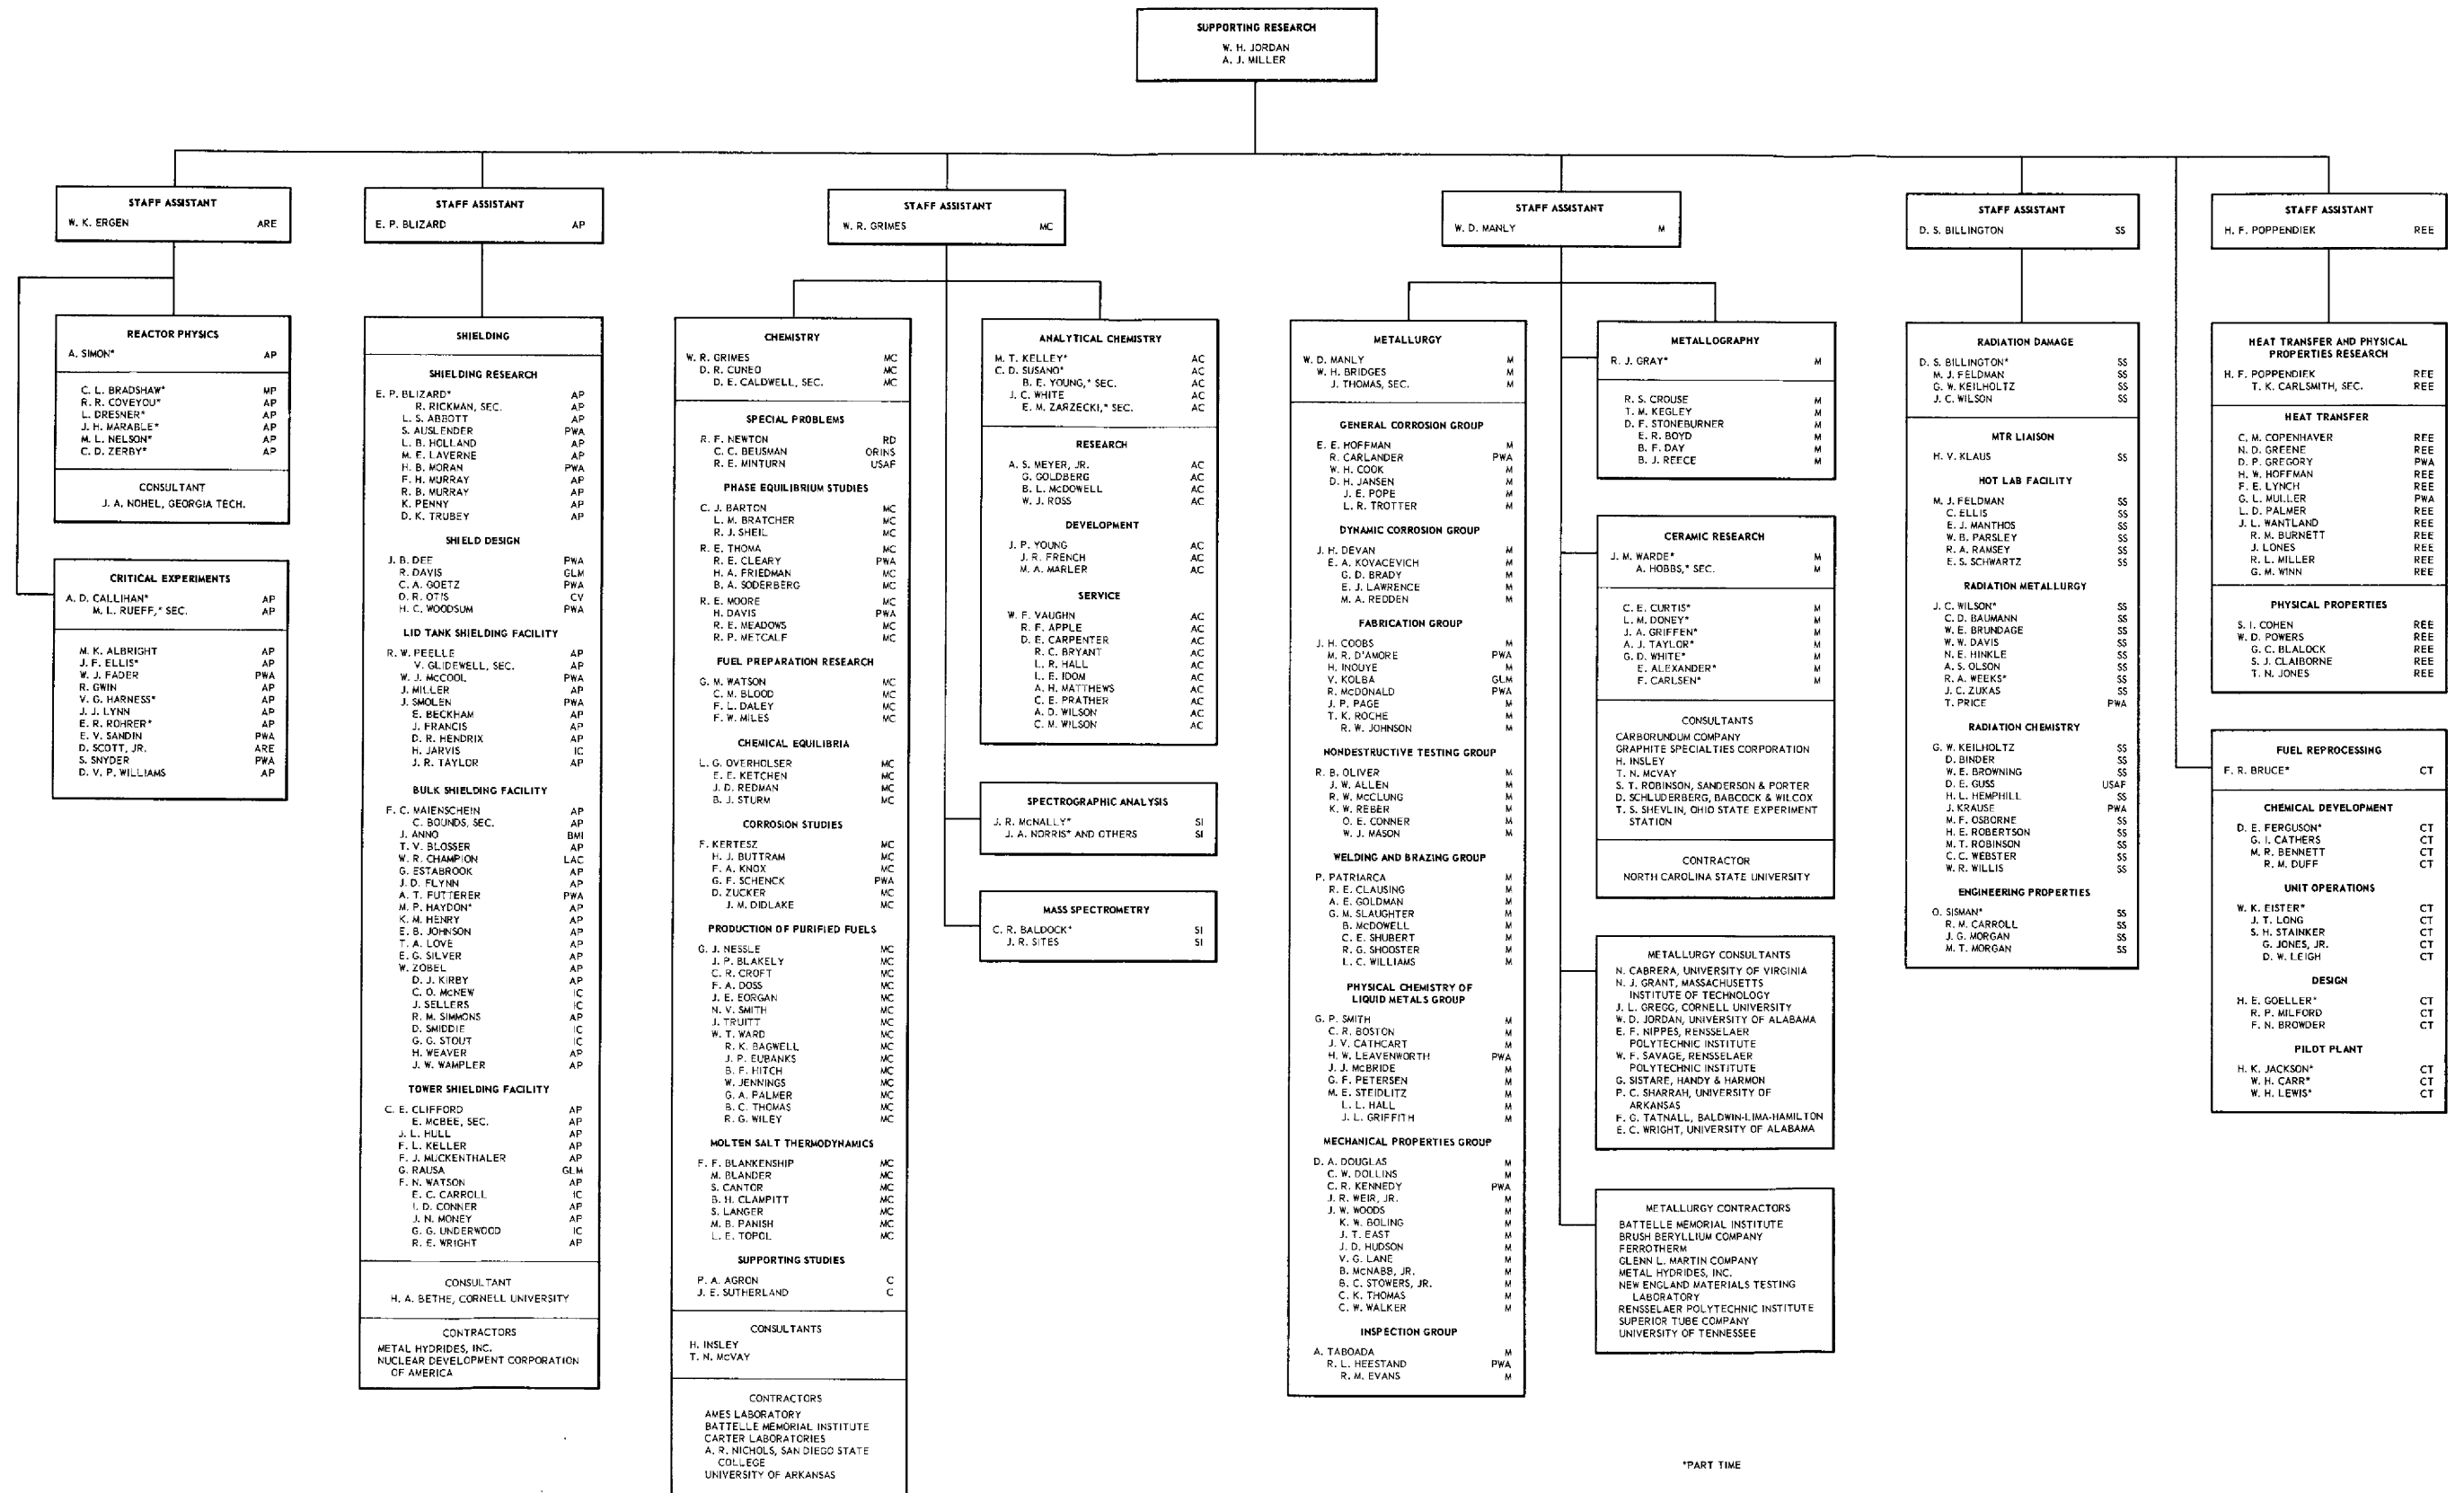 SUPPORTING RESEARCH
W. H. JORDAN
A. J. MILLER
STAFF ASSISTANT
W. K. ERGEN ARE
REACTOR PHYSICS
A. SIMON* AP
C. L. BRADSHAW* MP
R. R. COVEYOU* AP
L. DRESNER* AP
J. H. MARABLE* AP
M. L. NELSON* AP
C. D. ZERBY* AP
CONSULTANT
J. A. NOHEL, GEORGIA TECH.
CRITICAL EXPERIMENTS
A. D. CALLIHAN* AP
M. L. RUEFF,* SEC. AP
M. K. ALBRIGHT AP
J. F. ELLIS* AP
W. J. FADER PWA
R. GWIN AP
V. G. HARNESS* AP
J. J. LYNN AP
E. R. ROHRER* AP
E. V. SANDIN PWA
D. SCOTT, JR. ARE
S. SNYDER PWA
D. V. P. WILLIAMS AP
STAFF ASSISTANT
E. P. BLIZARD AP
SHIELDING
SHIELDING RESEARCH
E. P. BLIZARD* AP
R. RICKMAN, SEC. AP
L. S. ABBOTT AP
S. AUSLENDER PWA
L. B. HOLLAND AP
M. E. LAVERNE AP
H. B. MORAN PWA
F. H. MURRAY AP
R. B. MURRAY AP
K. PENNY AP
D. K. TRUBEY AP
SHIELD DESIGN
J. B. DEE PWA
R. DAVIS GLM
C. A. GOETZ PWA
D. R. OTIS CV
H. C. WOODSUM PWA
LID TANK SHIELDING FACILITY
R. W. PEELLE AP
V. GLIDEWELL, SEC. AP
W. J. McCOOL PWA
J. MILLER AP
J. SMOLEN PWA
E. BECKHAM AP
J. FRANCIS AP
D. R. HENDRIX AP
H. JARVIS IC
J. R. TAYLOR AP
BULK SHIELDING FACILITY
F. C. MAIENSCHEIN AP
C. BOUNDS, SEC. AP
J. ANNO BMI
T. V. BLOSSER AP
W. R. CHAMPION LAC
G. ESTABROOK AP
J. D. FLYNN AP
A. T. FUTTERER PWA
M. P. HAYDON* AP
K. M. HENRY AP
E. B. JOHNSON AP
T. A. LOVE AP
E. G. SILVER AP
W. ZOBEL AP
D. J. KIRBY AP
C. O. McNEW IC
J. SELLERS IC
R. M. SIMMONS AP
D. SMIDDIE IC
G. G. STOUT IC
H. WEAVER AP
J. W. WAMPLER AP
TOWER SHIELDING FACILITY
C. E. CLIFFORD AP
E. McBEE, SEC. AP
J. L. HULL AP
F. L. KELLER AP
F. J. MUCKENTHALER AP
G. RAUSA GLM
F. N. WATSON AP
E. C. CARROLL IC
I. D. CONNER AP
J. N. MONEY AP
G. G. UNDERWOOD IC
R. E. WRIGHT AP
CONSULTANT
H. A. BETHE, CORNELL UNIVERSITY
CONTRACTORS
METAL HYDRIDES, INC.
NUCLEAR DEVELOPMENT CORPORATION
OF AMERICA
STAFF ASSISTANT
W. R. GRIMES MC
CHEMISTRY
W. R. GRIMES MC
D. R. CUNEO MC
D. E. CALDWELL, SEC. MC
SPECIAL PROBLEMS
R. F. NEWTON RD
C. C. BEUSMAN ORINS
R. E. MINTURN USAF
PHASE EQUILIBRIUM STUDIES
C. J. BARTON MC
L. M. BRATCHER MC
R. J. SHEIL MC
R. E. THOMA MC
R. E. CLEARY PWA
H. A. FRIEDMAN MC
B. A. SODERBERG MC
R. E. MOORE MC
H. DAVIS PWA
R. E. MEADOWS MC
R. P. METCALF MC
FUEL PREPARATION RESEARCH
G. M. WATSON MC
C. M. BLOOD MC
F. L. DALEY MC
F. W. MILES MC
CHEMICAL EQUILIBRIA
L. G. OVERHOLSER MC
E. E. KETCHEN MC
J. D. REDMAN MC
B. J. STURM MC
CORROSION STUDIES
F. KERTESZ MC
H. J. BUTTRAM MC
F. A. KNOX MC
G. F. SCHENCK PWA
D. ZUCKER MC
J. M. DIDLAKE MC
PRODUCTION OF PURIFIED FUELS
G. J. NESSLE MC
J. P. BLAKELY MC
C. R. CROFT MC
F. A. DOSS MC
J. E. EORGAN MC
N. V. SMITH MC
J. TRUITT MC
W. T. WARD MC
R. K. BAGWELL MC
J. P. EUBANKS MC
B. F. HITCH MC
W. JENNINGS MC
G. A. PALMER MC
B. C. THOMAS MC
R. G. WILEY MC
MOLTEN SALT THERMODYNAMICS
F. F. BLANKENSHIP MC
M. BLANDER MC
S. CANTOR MC
B. H. CLAMPITT MC
S. LANGER MC
M. B. PANISH MC
L. E. TOPOL MC
SUPPORTING STUDIES
P. A. AGRON C
J. E. SUTHERLAND C
CONSULTANTS
H. INSLEY
T. N. McVAY
CONTRACTORS
AMES LABORATORY
BATTELLE MEMORIAL INSTITUTE
CARTER LABORATORIES
A. R. NICHOLS, SAN DIEGO STATE
COLLEGE
UNIVERSITY OF ARKANSAS
ANALYTICAL CHEMISTRY
M. T. KELLEY* AC
C. D. SUSANO* AC
B. E. YOUNG,* SEC. AC
J. C. WHITE AC
E. M. ZARZECKI,* SEC. AC
RESEARCH
A. S. MEYER, JR. AC
G. GOLDBERG AC
B. L. McDOWELL AC
W. J. ROSS AC
DEVELOPMENT
J. P. YOUNG AC
J. R. FRENCH AC
M. A. MARLER AC
SERVICE
W. F. VAUGHN AC
R. F. APPLE AC
D. E. CARPENTER AC
R. C. BRYANT AC
L. R. HALL AC
L. E. IDOM AC
A. H. MATTHEWS AC
C. E. PRATHER AC
A. D. WILSON AC
C. M. WILSON AC
SPECTROGRAPHIC ANALYSIS
J. R. McNALLY* SI
J. A. NORRIS* AND OTHERS SI
MASS SPECTROMETRY
C. R. BALDOCK* SI
J. R. SITES SI
STAFF ASSISTANT
W. D. MANLY M
METALLURGY
W. D. MANLY M
W. H. BRIDGES M
J. THOMAS, SEC. M
GENERAL CORROSION GROUP
E. E. HOFFMAN M
R. CARLANDER PWA
W. H. COOK M
D. H. JANSEN M
J. E. POPE M
L. R. TROTTER M
DYNAMIC CORROSION GROUP
J. H. DEVAN M
E. A. KOVACEVICH M
G. D. BRADY M
E. J. LAWRENCE M
M. A. REDDEN M
FABRICATION GROUP
J. H. COOBS M
M. R. D'AMORE PWA
H. INOUYE M
V. KOLBA GLM
R. McDONALD PWA
J. P. PAGE M
T. K. ROCHE M
R. W. JOHNSON M
NONDESTRUCTIVE TESTING GROUP
R. B. OLIVER M
J. W. ALLEN M
R. W. McCLUNG M
K. W. REBER M
O. E. CONNER M
W. J. MASON M
WELDING AND BRAZING GROUP
P. PATRIARCA M
R. E. CLAUSING M
A. E. GOLDMAN M
G. M. SLAUGHTER M
B. McDOWELL M
C. E. SHUBERT M
R. G. SHOOSTER M
L. C. WILLIAMS M
PHYSICAL CHEMISTRY OF
LIQUID METALS GROUP
G. P. SMITH M
C. R. BOSTON M
J. V. CATHCART M
H. W. LEAVENWORTH PWA
J. J. McBRIDE M
G. F. PETERSEN M
M. E. STEIDLITZ M
L. L. HALL M
J. L. GRIFFITH M
MECHANICAL PROPERTIES GROUP
D. A. DOUGLAS M
C. W. DOLLINS M
C. R. KENNEDY PWA
J. R. WEIR, JR. M
J. W. WOODS M
K. W. BOLING M
J. T. EAST M
J. D. HUDSON M
V. G. LANE M
B. McNABB, JR. M
B. C. STOWERS, JR. M
C. K. THOMAS M
C. W. WALKER M
INSPECTION GROUP
A. TABOADA M
R. L. HEESTAND PWA
R. M. EVANS M
METALLOGRAPHY
R. J. GRAY* M
R. S. CROUSE M
T. M. KEGLEY M
D. F. STONEBURNER M
E. R. BOYD M
B. F. DAY M
B. J. REECE M
CERAMIC RESEARCH
J. M. WARDE* M
A. HOBBS,* SEC. M
C. E. CURTIS* M
L. M. DONEY* M
J. A. GRIFFEN* M
A. J. TAYLOR* M
G. D. WHITE* M
E. ALEXANDER* M
F. CARLSEN* M
CONSULTANTS
CARBORUNDUM COMPANY
GRAPHITE SPECIALTIES CORPORATION
H. INSLEY
T. N. McVAY
S. T. ROBINSON, SANDERSON & PORTER
D. SCHLUDERBERG, BABCOCK & WILCOX
T. S. SHEVLIN, OHIO STATE EXPERIMENT
STATION
CONTRACTOR
NORTH CAROLINA STATE UNIVERSITY
METALLURGY CONSULTANTS
N. CABRERA, UNIVERSITY OF VIRGINIA
N. J. GRANT, MASSACHUSETTS
INSTITUTE OF TECHNOLOGY
J. L. GREGG, CORNELL UNIVERSITY
W. D. JORDAN, UNIVERSITY OF ALABAMA
E. F. NIPPES, RENSSELAER
POLYTECHNIC INSTITUTE
W. F. SAVAGE, RENSSELAER
POLYTECHNIC INSTITUTE
G. SISTARE, HANDY & HARMON
P. C. SHARRAH, UNIVERSITY OF
ARKANSAS
F. G. TATNALL, BALDWIN-LIMA-HAMILTON
E. C. WRIGHT, UNIVERSITY OF ALABAMA
METALLURGY CONTRACTORS
BATTELLE MEMORIAL INSTITUTE
BRUSH BERYLLIUM COMPANY
FERROTHERM
GLENN L. MARTIN COMPANY
METAL HYDRIDES, INC.
NEW ENGLAND MATERIALS TESTING
LABORATORY
RENSSELAER POLYTECHNIC INSTITUTE
SUPERIOR TUBE COMPANY
UNIVERSITY OF TENNESSEE
STAFF ASSISTANT
D. S. BILLINGTON SS
RADIATION DAMAGE
D. S. BILLINGTON* SS
M. J. FELDMAN SS
G. W. KEILHOLTZ SS
J. C. WILSON SS
MTR LIAISON
H. V. KLAUS SS
HOT LAB FACILITY
M. J. FELDMAN SS
C. ELLIS SS
E. J. MANTHOS SS
W. B. PARSLEY SS
R. A. RAMSEY SS
E. S. SCHWARTZ SS
RADIATION METALLURGY
J. C. WILSON* SS
C. D. BAUMANN SS
W. E. BRUNDAGE SS
W. W. DAVIS SS
N. E. HINKLE SS
A. S. OLSON SS
R. A. WEEKS* SS
J. C. ZUKAS SS
T. PRICE PWA
RADIATION CHEMISTRY
G. W. KEILHOLTZ SS
D. BINDER SS
W. E. BROWNING SS
D. E. GUSS USAF
H. L. HEMPHILL SS
J. KRAUSE PWA
M. F. OSBORNE SS
H. E. ROBERTSON SS
M. T. ROBINSON SS
C. C. WEBSTER SS
W. R. WILLIS SS
ENGINEERING PROPERTIES
O. SISMAN* SS
R. M. CARROLL SS
J. G. MORGAN SS
M. T. MORGAN SS
STAFF ASSISTANT
H. F. POPPENDIEK REE
HEAT TRANSFER AND PHYSICAL
PROPERTIES RESEARCH
H. F. POPPENDIEK REE
T. K. CARLSMITH, SEC. REE
HEAT TRANSFER
C. M. COPENHAVER REE
N. D. GREENE REE
D. P. GREGORY PWA
H. W. HOFFMAN REE
F. E. LYNCH REE
G. L. MULLER PWA
L. D. PALMER REE
J. L. WANTLAND REE
R. M. BURNETT REE
J. LONES REE
R. L. MILLER REE
G. M. WINN REE
PHYSICAL PROPERTIES
S. I. COHEN REE
W. D. POWERS REE
G. C. BLALOCK REE
S. J. CLAIBORNE REE
T. N. JONES REE
FUEL REPROCESSING
F. R. BRUCE* CT
CHEMICAL DEVELOPMENT
D. E. FERGUSON* CT
G. I. CATHERS CT
M. R. BENNETT CT
R. M. DUFF CT
UNIT OPERATIONS
W. K. EISTER* CT
J. T. LONG CT
S. H. STAINKER CT
G. JONES, JR. CT
D. W. LEIGH CT
DESIGN
H. E. GOELLER* CT
R. P. MILFORD CT
F. N. BROWDER CT
PILOT PLANT
H. K. JACKSON* CT
W. H. CARR* CT
W. H. LEWIS* CT
*PART TIME